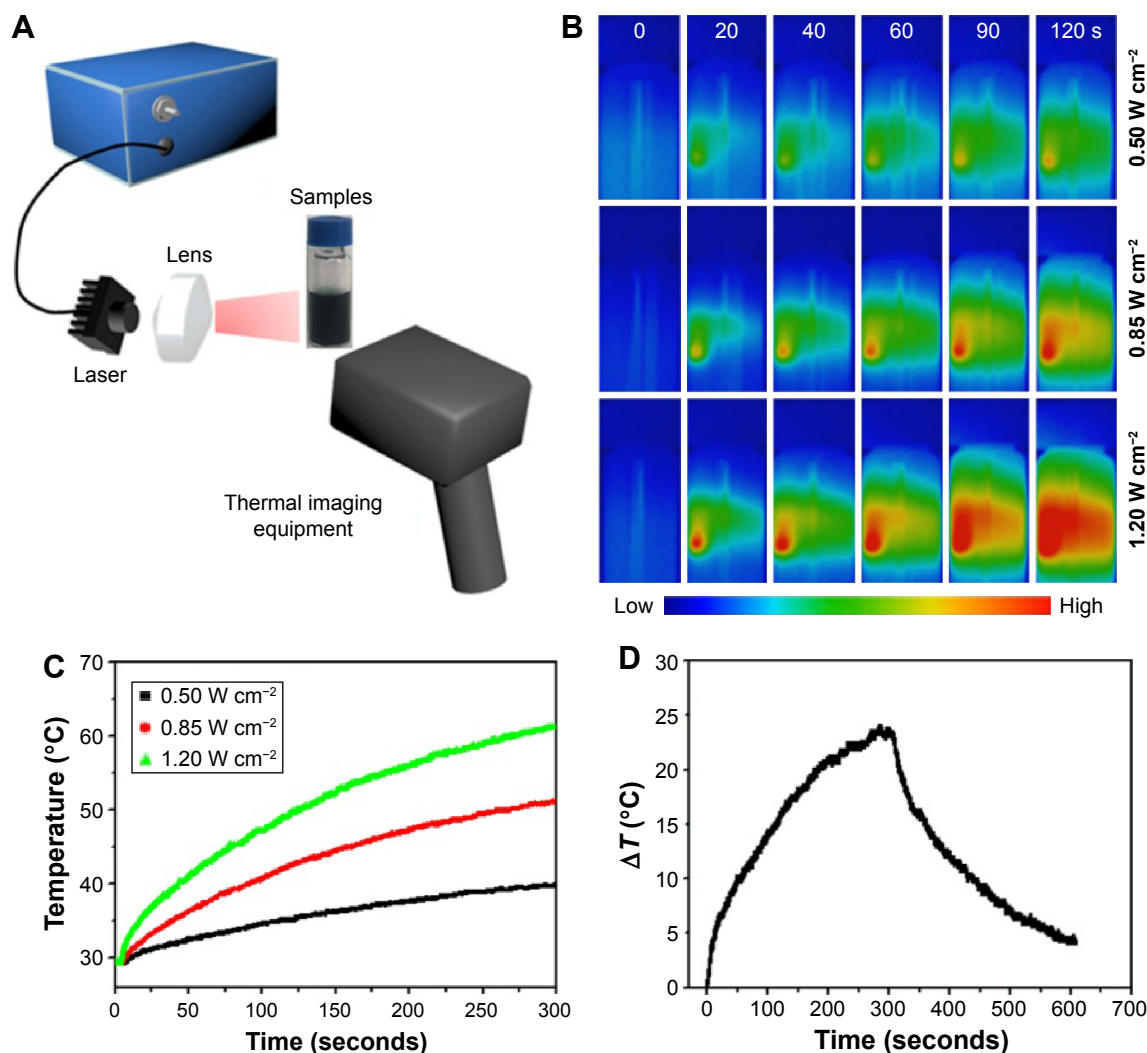 A
Samples
Lens
Laser
Thermal imaging
equipment
B
0 20 40 60 90 120 s
0.50 W cm⁻²
0.85 W cm⁻²
1.20 W cm⁻²
Low High
C
70
60
50
40
30
Temperature (°C)
0.50 W cm⁻²
0.85 W cm⁻²
1.20 W cm⁻²
0 50 100 150 200 250 300
Time (seconds)
D
30
25
20
15
10
5
0
ΔT (°C)
0 100 200 300 400 500 600 700
Time (seconds)